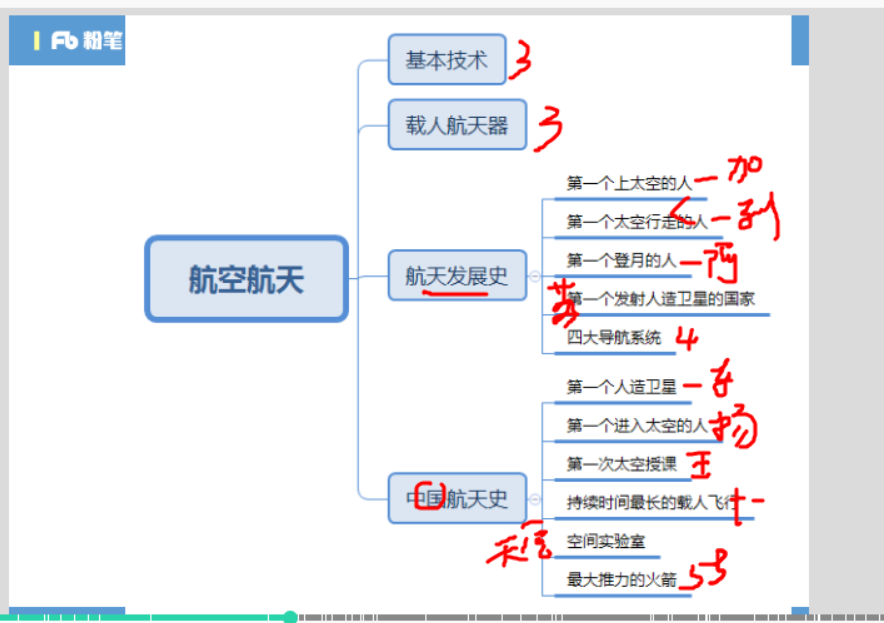 粉笔
基本技术 3
载人航天器 3
第一个上太空的人 一加
第一个太空行走的人 一列
航空航天
航天发展史
第一个登月的人 一阿
苏 第一个发射人造卫星的国家
四大导航系统 4
第一个人造卫星 一东
第一个进入太空的人 杨
第一次太空授课 王
中国航天史
持续时间最长的载人飞行 十一
天宫 空间实验室
最大推力的火箭 5号